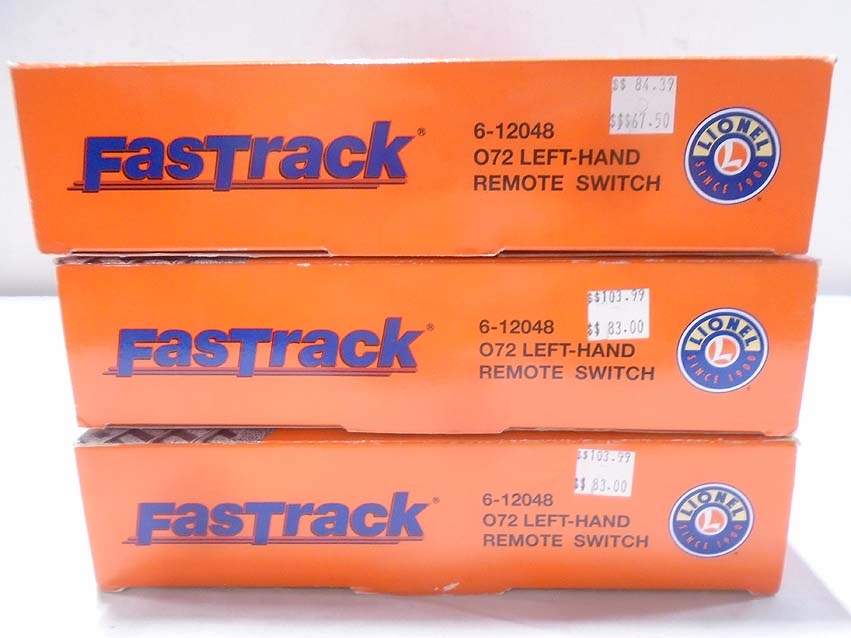 FasTrack®
6-12048
O72 LEFT-HAND
REMOTE SWITCH
$$ 84.39
$$$67.50
LIONEL
L
SINCE 1900
FasTrack®
6-12048
O72 LEFT-HAND
REMOTE SWITCH
$$103.99
$$ 83.00
LIONEL
L
SINCE 1900
FasTrack®
6-12048
O72 LEFT-HAND
REMOTE SWITCH
$$103.99
$$ 83.00
LIONEL
L
SINCE 1900